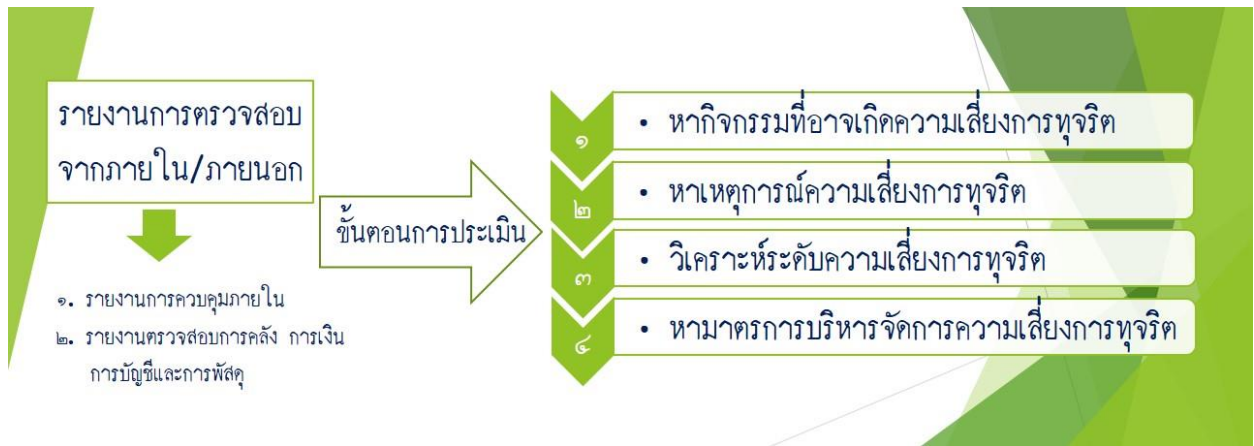 รายงานการตรวจสอบ
จากภายใน/ภายนอก
๑. รายงานการควบคุมภายใน
๒. รายงานตรวจสอบการคลัง การเงิน
การบัญชีและการพัสดุ
ขั้นตอนการประเมิน
๑ • หากิจกรรมที่อาจเกิดความเสี่ยงการทุจริต
๒ • หาเหตุการณ์ความเสี่ยงการทุจริต
๓ • วิเคราะห์ระดับความเสี่ยงการทุจริต
๔ • หามาตรการบริหารจัดการความเสี่ยงการทุจริต